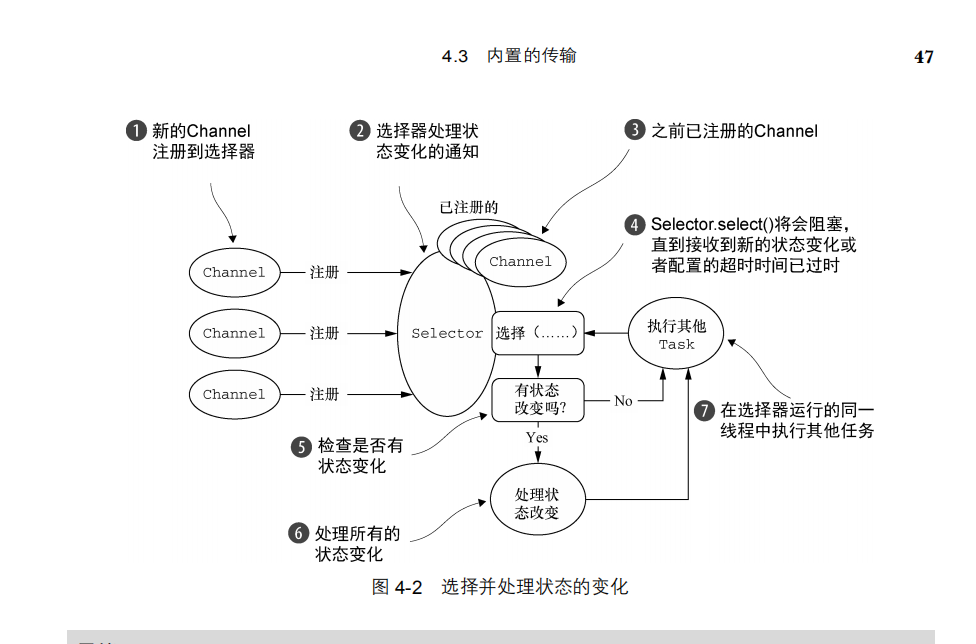 4.3 内置的传输
47
❶ 新的Channel
注册到选择器
❷ 选择器处理状
态变化的通知
❸ 之前已注册的Channel
已注册的
Channel
❹ Selector.select()将会阻塞,
直到接收到新的状态变化或
者配置的超时时间已过时
Channel
注册
Channel
注册
Channel
注册
Selector
选择(……)
执行其他
Task
有状态
改变吗?
No
Yes
❼ 在选择器运行的同一
线程中执行其他任务
❺ 检查是否有
状态变化
处理状
态改变
❻ 处理所有的
状态变化
图 4-2 选择并处理状态的变化